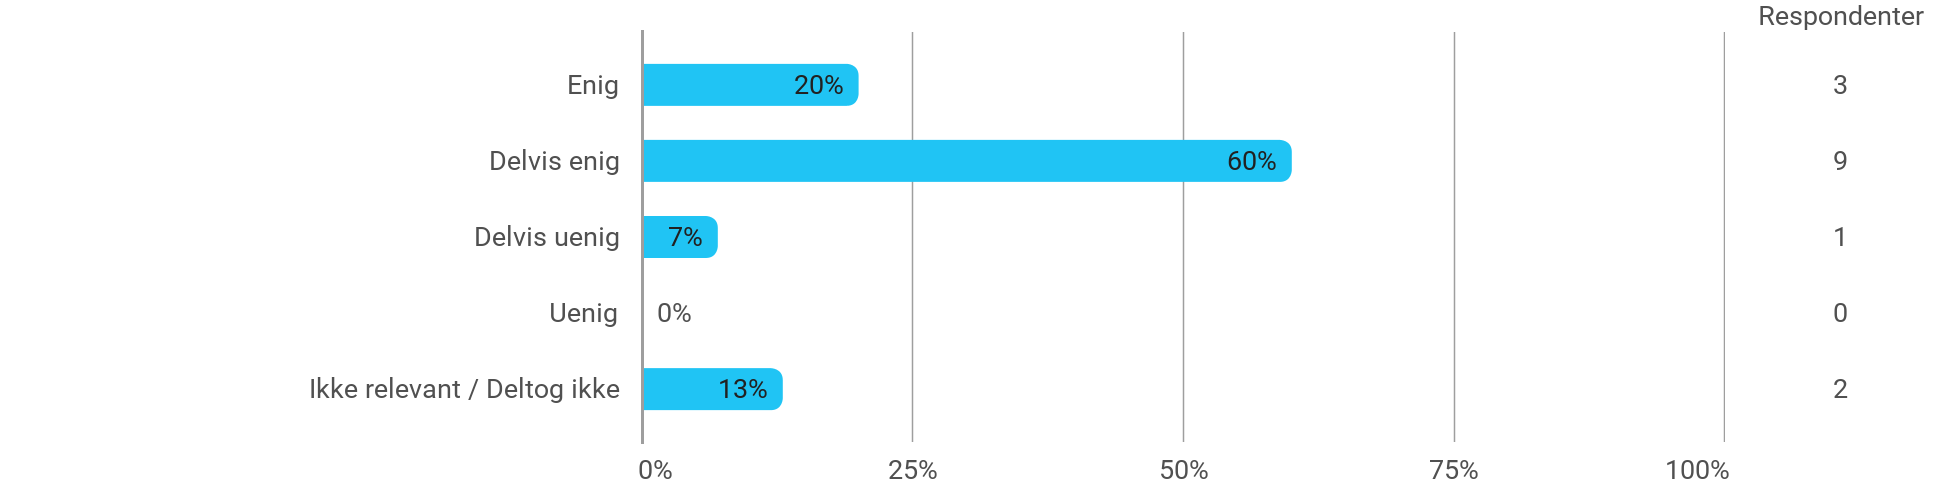 Respondenter
Enig 20% 3
Delvis enig 60% 9
Delvis uenig 7% 1
Uenig 0% 0
Ikke relevant / Deltog ikke 13% 2
0% 25% 50% 75% 100%